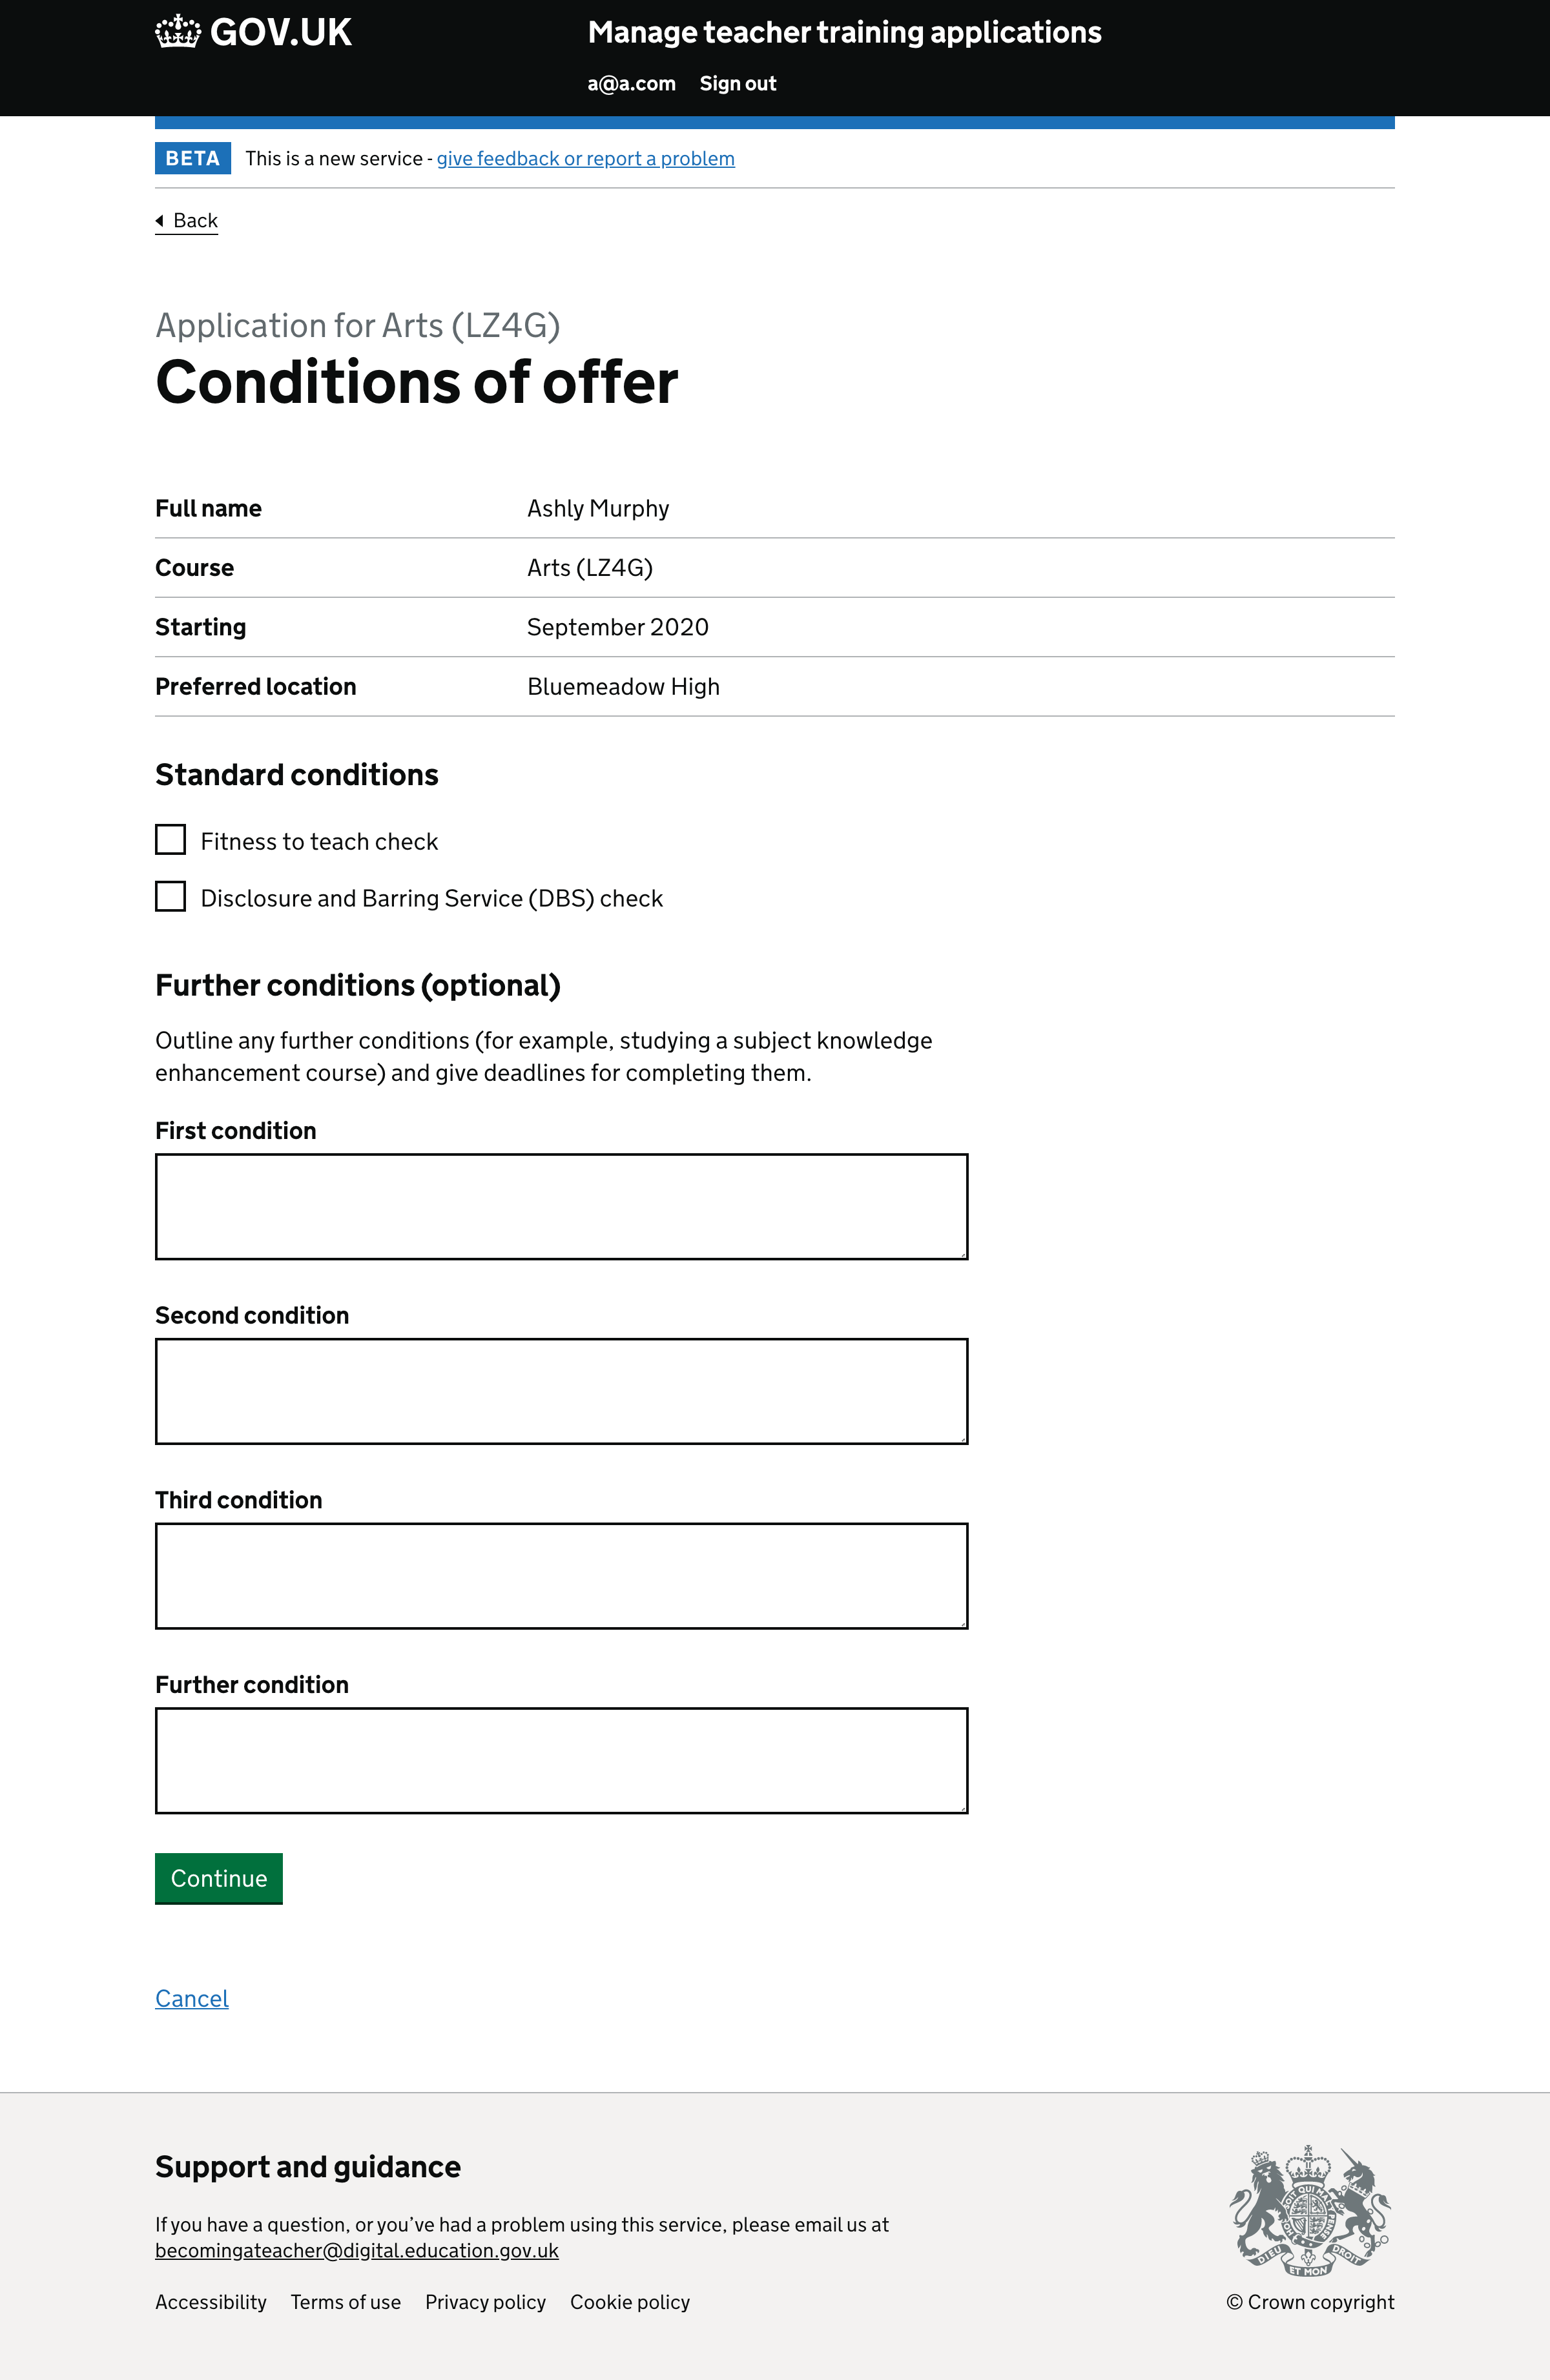 GOV.UK
Manage teacher training applications
a@a.com Sign out
BETA This is a new service - give feedback or report a problem
Back
Application for Arts (LZ4G)
Conditions of offer
Full name Ashly Murphy
Course Arts (LZ4G)
Starting September 2020
Preferred location Bluemeadow High
Standard conditions
Fitness to teach check
Disclosure and Barring Service (DBS) check
Further conditions (optional)
Outline any further conditions (for example, studying a subject knowledge
enhancement course) and give deadlines for completing them.
First condition
Second condition
Third condition
Further condition
Continue
Cancel
Support and guidance
If you have a question, or you’ve had a problem using this service, please email us at
becomingateacher@digital.education.gov.uk
Accessibility Terms of use Privacy policy Cookie policy
DIEU ET MON DROIT
© Crown copyright